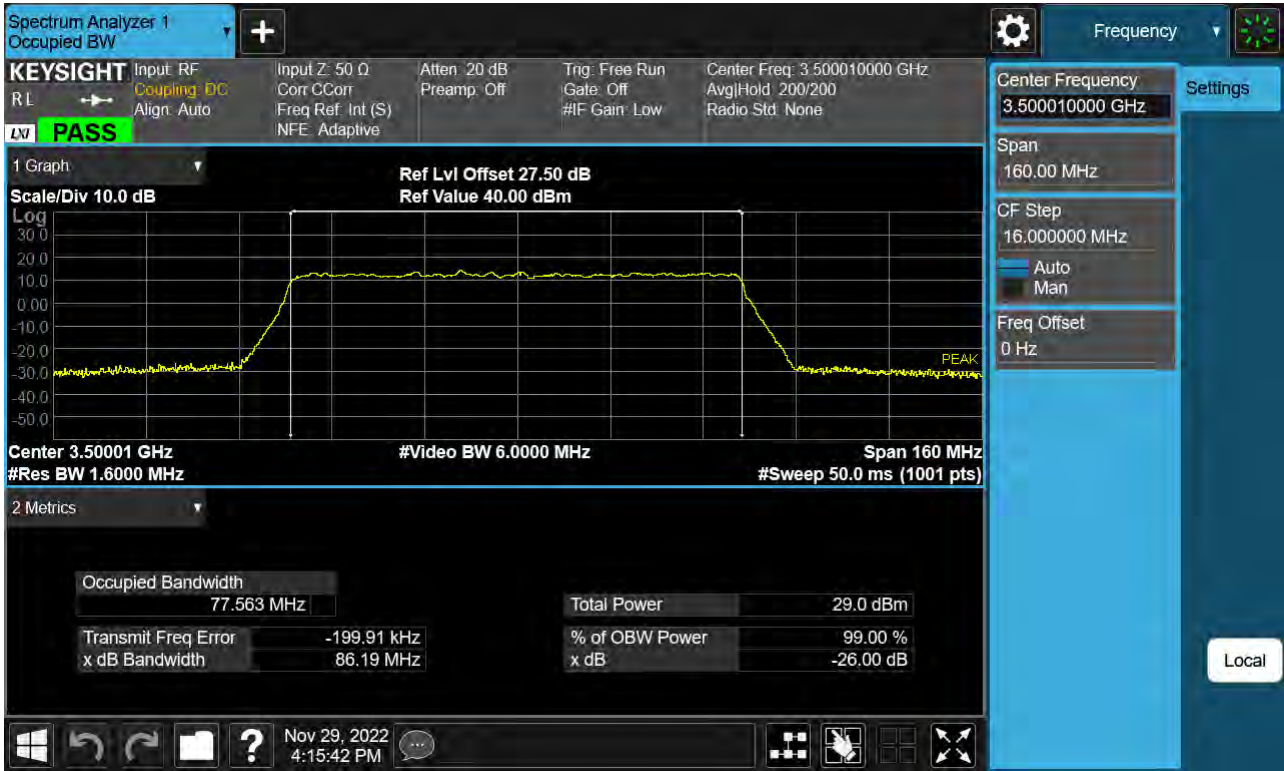 Spectrum Analyzer 1
Occupied BW
Frequency
KEYSIGHT
R L
LXI
PASS
Input: RF
Coupling: DC
Align: Auto
Input Z: 50 Ω
Corr CCorr
Freq Ref: Int (S)
NFE: Adaptive
Atten: 20 dB
Preamp: Off
Trig: Free Run
Gate: Off
#IF Gain: Low
Center Freq: 3.500010000 GHz
Avg|Hold: 200/200
Radio Std: None
Center Frequency
3.500010000 GHz
Settings
Span
160.00 MHz
CF Step
16.000000 MHz
Auto
Man
Freq Offset
0 Hz
Local
1 Graph
Scale/Div 10.0 dB
Ref Lvl Offset 27.50 dB
Ref Value 40.00 dBm
Log
30.0
20.0
10.0
0.00
-10.0
-20.0
-30.0
-40.0
-50.0
PEAK
Center 3.50001 GHz
#Video BW 6.0000 MHz
Span 160 MHz
#Res BW 1.6000 MHz
#Sweep 50.0 ms (1001 pts)
2 Metrics
Occupied Bandwidth
77.563 MHz
Total Power 29.0 dBm
Transmit Freq Error -199.91 kHz
% of OBW Power 99.00 %
x dB Bandwidth 86.19 MHz
x dB -26.00 dB
?
Nov 29, 2022
4:15:42 PM